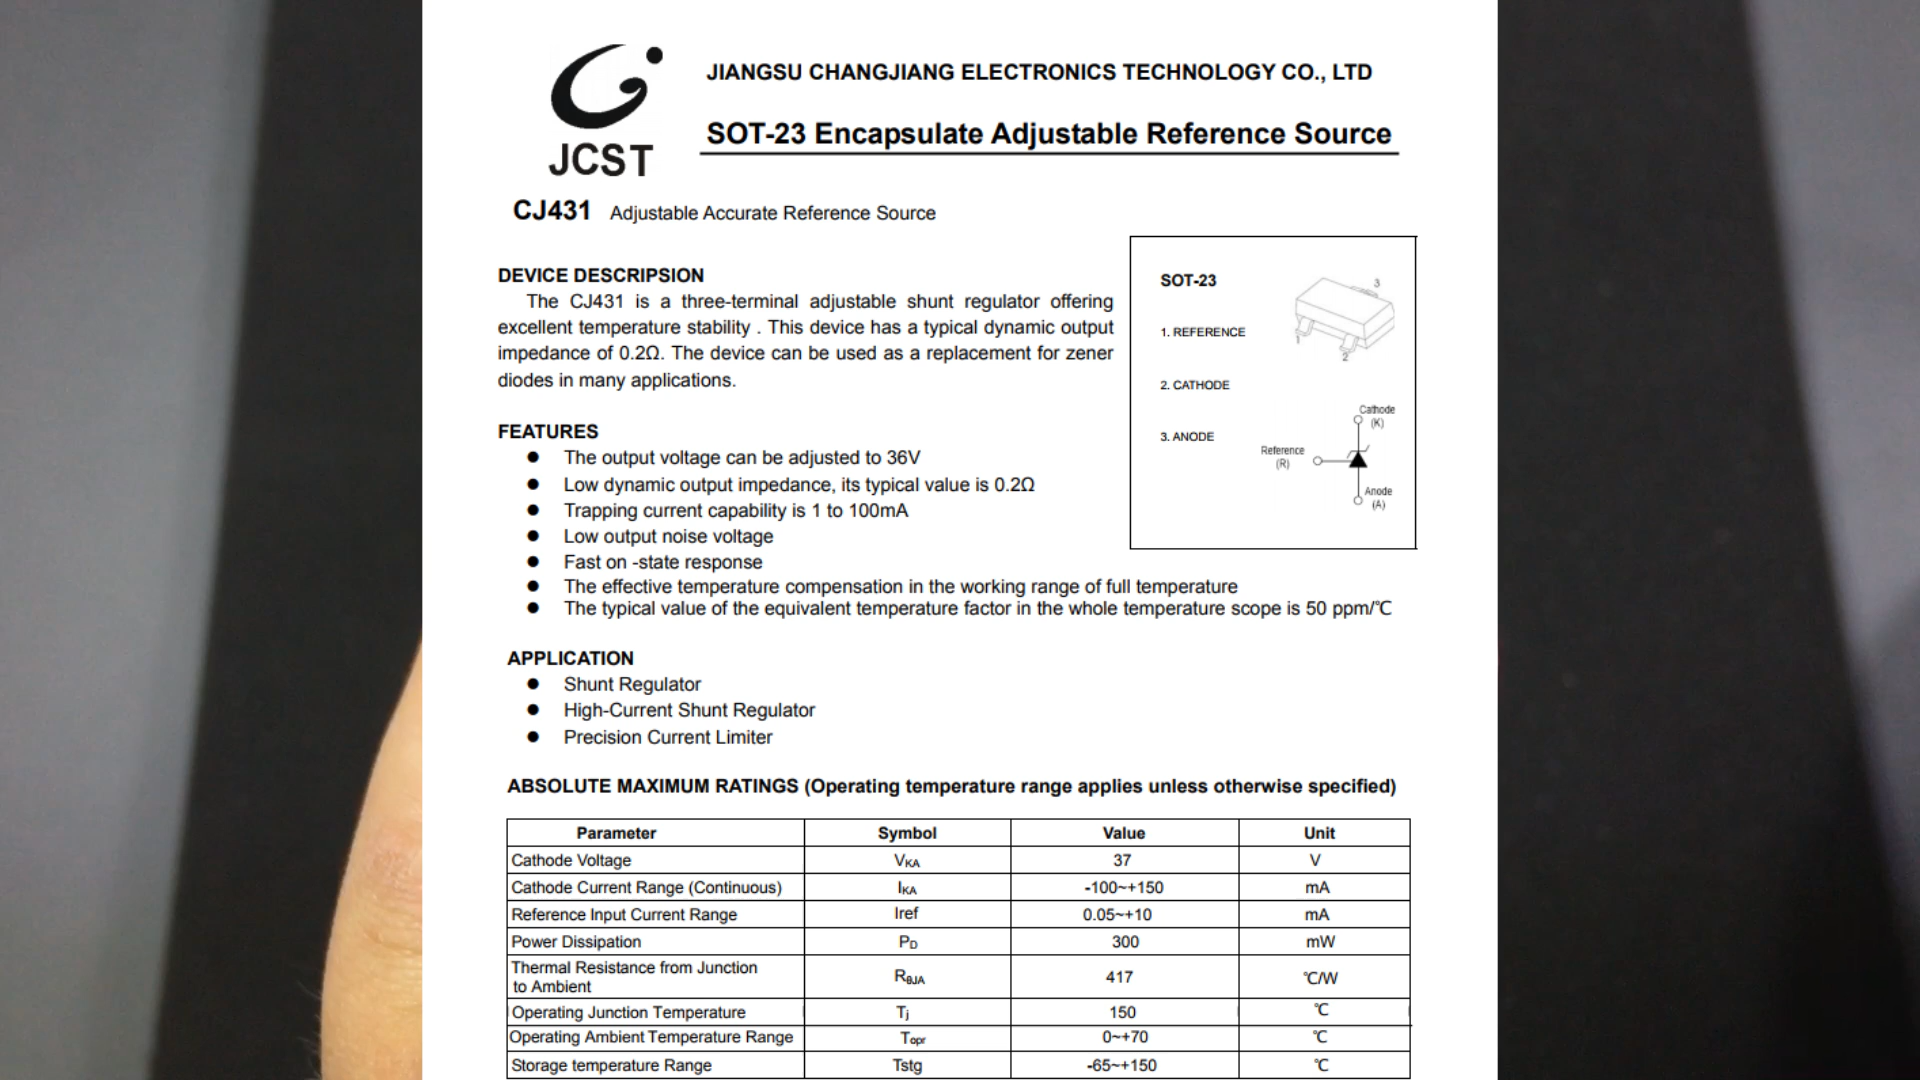 JIANGSU CHANGJIANG ELECTRONICS TECHNOLOGY CO., LTD
SOT-23 Encapsulate Adjustable Reference Source
JCST
CJ431 Adjustable Accurate Reference Source
DEVICE DESCRIPSION
The CJ431 is a three-terminal adjustable shunt regulator offering
excellent temperature stability . This device has a typical dynamic output
impedance of 0.2Ω. The device can be used as a replacement for zener
diodes in many applications.
SOT-23
1. REFERENCE
2. CATHODE
3. ANODE
3
1
2
Cathode
(K)
Reference
(R)
Anode
(A)
FEATURES
● The output voltage can be adjusted to 36V
● Low dynamic output impedance, its typical value is 0.2Ω
● Trapping current capability is 1 to 100mA
● Low output noise voltage
● Fast on -state response
● The effective temperature compensation in the working range of full temperature
● The typical value of the equivalent temperature factor in the whole temperature scope is 50 ppm/℃
APPLICATION
● Shunt Regulator
● High-Current Shunt Regulator
● Precision Current Limiter
ABSOLUTE MAXIMUM RATINGS (Operating temperature range applies unless otherwise specified)
Parameter Symbol Value Unit
Cathode Voltage VKA 37 V
Cathode Current Range (Continuous) IKA -100~+150 mA
Reference Input Current Range Iref 0.05~+10 mA
Power Dissipation PD 300 mW
Thermal Resistance from Junction
to Ambient RθJA 417 ℃/W
Operating Junction Temperature Tj 150 ℃
Operating Ambient Temperature Range Topr 0~+70 ℃
Storage temperature Range Tstg -65~+150 ℃